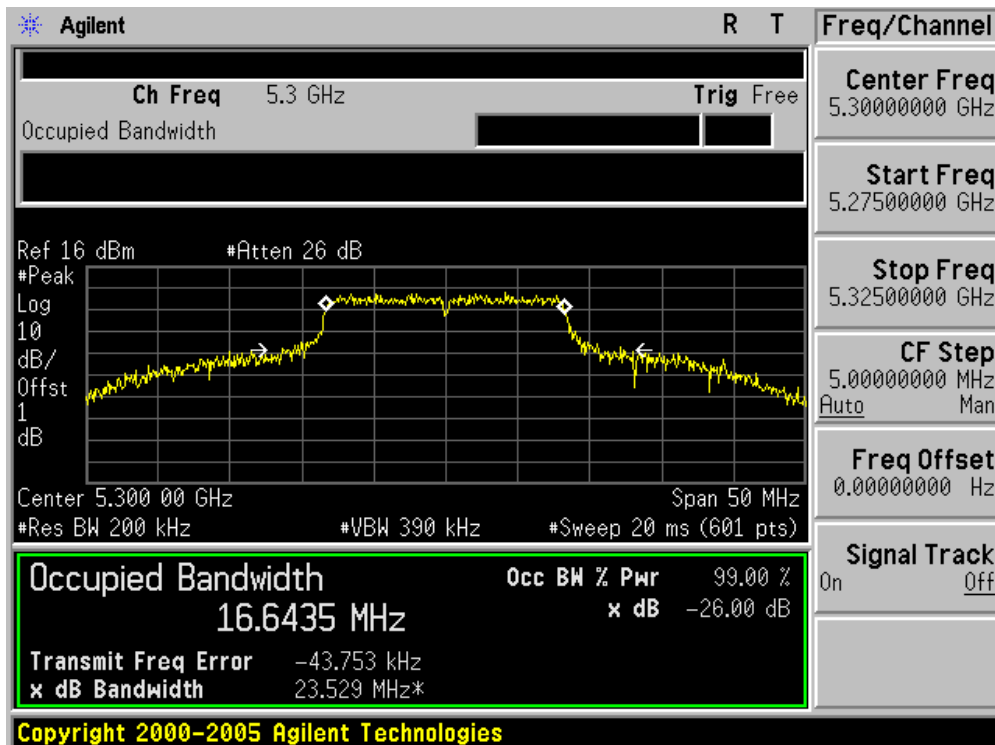 Agilent R T
Ch Freq 5.3 GHz Trig Free
Occupied Bandwidth
Ref 16 dBm #Atten 26 dB
#Peak
Log
10
dB/
Offst
1
dB
Center 5.300 00 GHz Span 50 MHz
#Res BW 200 kHz #VBW 390 kHz #Sweep 20 ms (601 pts)
Occupied Bandwidth
16.6435 MHz
Occ BW % Pwr 99.00 %
x dB -26.00 dB
Transmit Freq Error -43.753 kHz
x dB Bandwidth 23.529 MHz*
Copyright 2000-2005 Agilent Technologies
Freq/Channel
Center Freq
5.30000000 GHz
Start Freq
5.27500000 GHz
Stop Freq
5.32500000 GHz
CF Step
5.00000000 MHz
Auto Man
Freq Offset
0.00000000 Hz
Signal Track
On Off